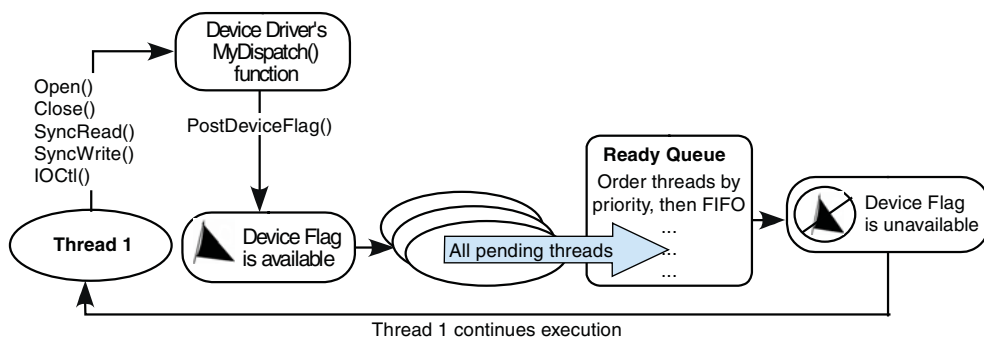 Device Driver's
MyDispatch()
function
Open()
Close()
SyncRead()
SyncWrite()
IOCtl()
PostDeviceFlag()
Thread 1
Device Flag
is available
All pending threads
Ready Queue
Order threads by
priority, then FIFO
...
...
...
Device Flag
is unavailable
Thread 1 continues execution